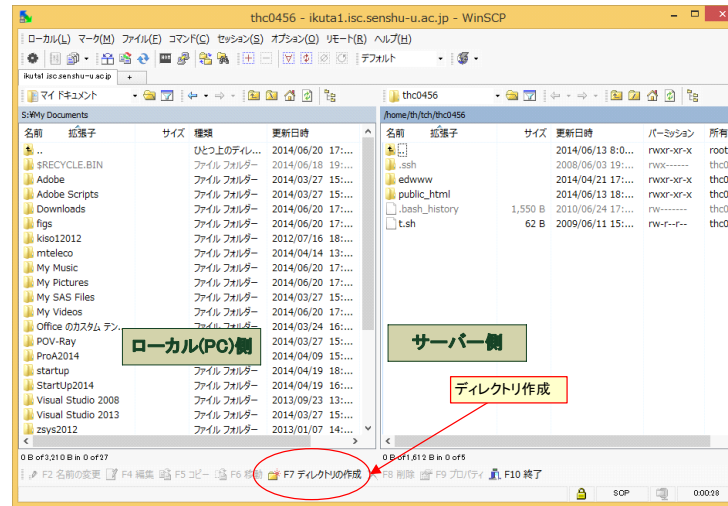 thc0456 - ikuta1.isc.senshu-u.ac.jp - WinSCP
ローカル(L) マーク(M) ファイル(F) コマンド(C) セッション(S) オプション(O) リモート(R) ヘルプ(H)
デフォルト
ikuta1.isc.senshu-u.ac.jp
マイ ドキュメント thc0456
S:¥My Documents /home/th/tch/thc0456
名前 拡張子 サイズ 種類 更新日時 名前 拡張子 サイズ 更新日時 パーミッション 所有
.. ひとつ上のディレ... 2014/06/20 17:... .. 2014/06/13 8:0... rwxr-xr-x root
$RECYCLE.BIN ファイル フォルダー 2014/06/18 19:... .ssh 2008/06/03 19:... rwx------ thc0
Adobe ファイル フォルダー 2014/03/27 15:... edwww 2014/04/21 17:... rwxr-xr-x thc0
Adobe Scripts ファイル フォルダー 2014/03/27 15:... public_html 2014/06/13 18:... rwxr-xr-x thc0
Downloads ファイル フォルダー 2014/06/20 17:... .bash_history 1,550 B 2010/06/24 17:... rw------- thc0
figs ファイル フォルダー 2014/06/20 17:... t.sh 62 B 2009/06/11 15:... rw-r--r-- thc0
kiso12012 ファイル フォルダー 2012/07/16 18:...
mteleco ファイル フォルダー 2014/04/14 13:...
My Music ファイル フォルダー 2014/06/20 17:...
My Pictures ファイル フォルダー 2014/06/20 17:...
My SAS Files ファイル フォルダー 2014/03/27 15:...
My Videos ファイル フォルダー 2014/06/20 17:...
Office のカスタム テン... ファイル フォルダー 2014/03/24 16:...
POV-Ray 2014/03/27 15:...
ローカル(PC)側 サーバー側
ProA2014 2014/04/09 15:...
startup ファイル フォルダー 2014/04/19 18:...
StartUp2014 ファイル フォルダー 2014/04/19 16:...
ディレクトリ作成
Visual Studio 2008 ファイル フォルダー 2013/09/23 13:...
Visual Studio 2013 ファイル フォルダー 2014/03/27 15:...
zsys2012 ファイル フォルダー 2013/01/07 14:...
0 B of 3,210 B in 0 of 27 0 B of 1,612 B in 0 of 5
F2 名前の変更 F4 編集 F5 コピー F6 移動 F7 ディレクトリの作成 F8 削除 F9 プロパティ F10 終了
SCP 0:00:28